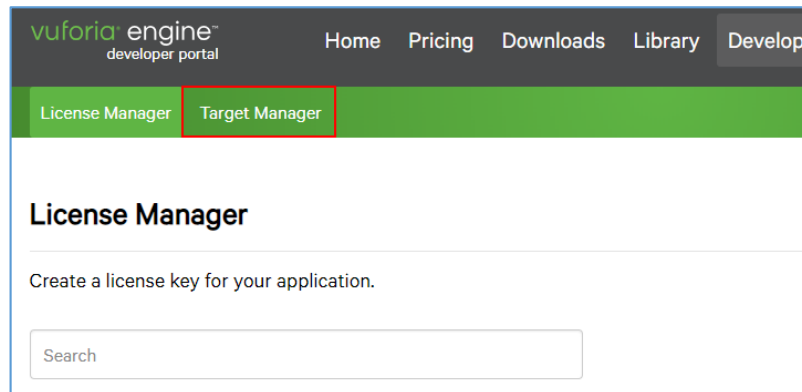 vuforia® engine™
developer portal
Home Pricing Downloads Library Develop
License Manager Target Manager
License Manager
Create a license key for your application.
Search